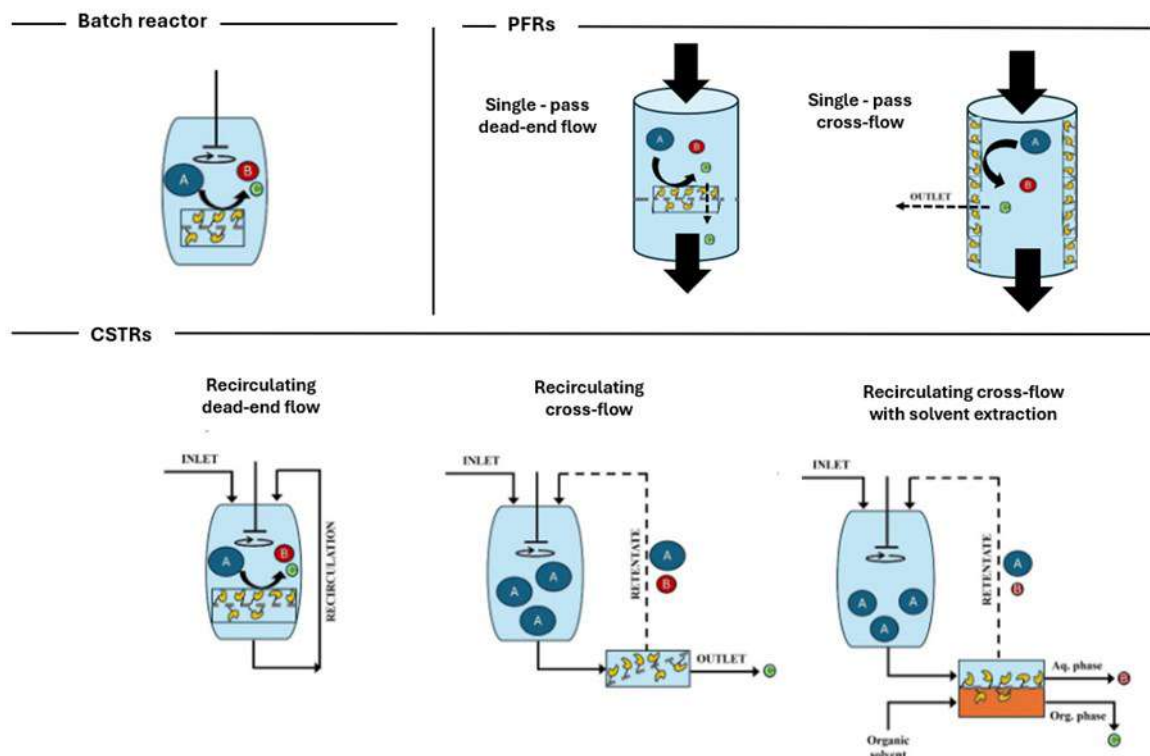 Batch reactor
PFRs
Single - pass
dead-end flow
Single - pass
cross-flow
A
B
C
A
B
C
C
A
B
C
OUTLET
CSTRs
Recirculating
dead-end flow
Recirculating
cross-flow
Recirculating cross-flow
with solvent extraction
INLET
A
B
C
RECIRCULATION
INLET
A
A
A
RETENTATE
A
B
OUTLET
C
INLET
A
A
A
RETENTATE
A
B
Aq. phase
B
Org. phase
C
Organic
solvent